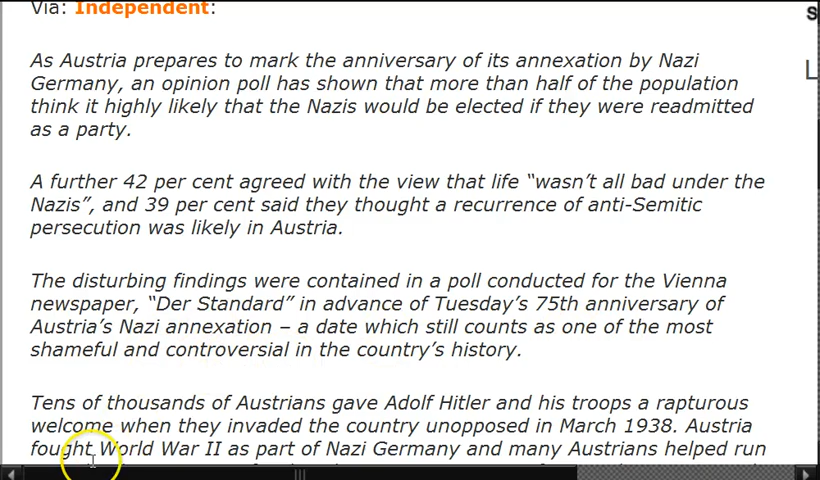 Via: Independent:
As Austria prepares to mark the anniversary of its annexation by Nazi
Germany, an opinion poll has shown that more than half of the population
think it highly likely that the Nazis would be elected if they were readmitted
as a party.
A further 42 per cent agreed with the view that life “wasn’t all bad under the
Nazis”, and 39 per cent said they thought a recurrence of anti-Semitic
persecution was likely in Austria.
The disturbing findings were contained in a poll conducted for the Vienna
newspaper, “Der Standard” in advance of Tuesday’s 75th anniversary of
Austria’s Nazi annexation – a date which still counts as one of the most
shameful and controversial in the country’s history.
Tens of thousands of Austrians gave Adolf Hitler and his troops a rapturous
welcome when they invaded the country unopposed in March 1938. Austria
fought World War II as part of Nazi Germany and many Austrians helped run